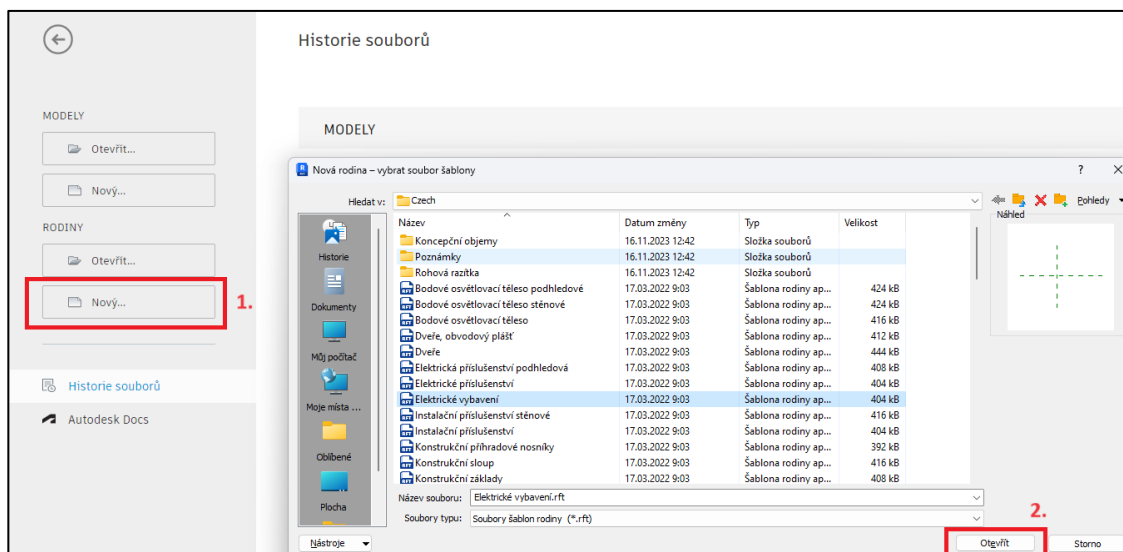 Historie souborů
MODELY
Otevřít...
Nový...
RODINY
Otevřít...
Nový...
1.
Historie souborů
Autodesk Docs
MODELY
Nová rodina – vybrat soubor šablony
?
Hledat v: Czech
Pohledy
Náhled
Historie
Dokumenty
Můj počítač
Moje místa ...
Oblíbené
Plocha
Název Datum změny Typ Velikost
Koncepční objemy 16.11.2023 12:42 Složka souborů
Poznámky 16.11.2023 12:42 Složka souborů
Rohová razítka 16.11.2023 12:42 Složka souborů
Bodové osvětlovací těleso podhledové 17.03.2022 9:03 Šablona rodiny ap... 424 kB
Bodové osvětlovací těleso stěnové 17.03.2022 9:03 Šablona rodiny ap... 424 kB
Bodové osvětlovací těleso 17.03.2022 9:03 Šablona rodiny ap... 416 kB
Dveře, obvodový plášť 17.03.2022 9:03 Šablona rodiny ap... 412 kB
Dveře 17.03.2022 9:03 Šablona rodiny ap... 444 kB
Elektrická příslušenství podhledová 17.03.2022 9:03 Šablona rodiny ap... 408 kB
Elektrické příslušenství 17.03.2022 9:03 Šablona rodiny ap... 404 kB
Elektrické vybavení 17.03.2022 9:03 Šablona rodiny ap... 404 kB
Instalační příslušenství stěnové 17.03.2022 9:03 Šablona rodiny ap... 416 kB
Instalační příslušenství 17.03.2022 9:03 Šablona rodiny ap... 404 kB
Konstrukční příhradové nosníky 17.03.2022 9:03 Šablona rodiny ap... 392 kB
Konstrukční sloup 17.03.2022 9:03 Šablona rodiny ap... 416 kB
Konstrukční základy 17.03.2022 9:03 Šablona rodiny ap... 408 kB
Název souboru: Elektrické vybavení.rft
Soubory typu: Soubory šablon rodiny (*.rft)
2.
Nástroje
Otevřít
Storno